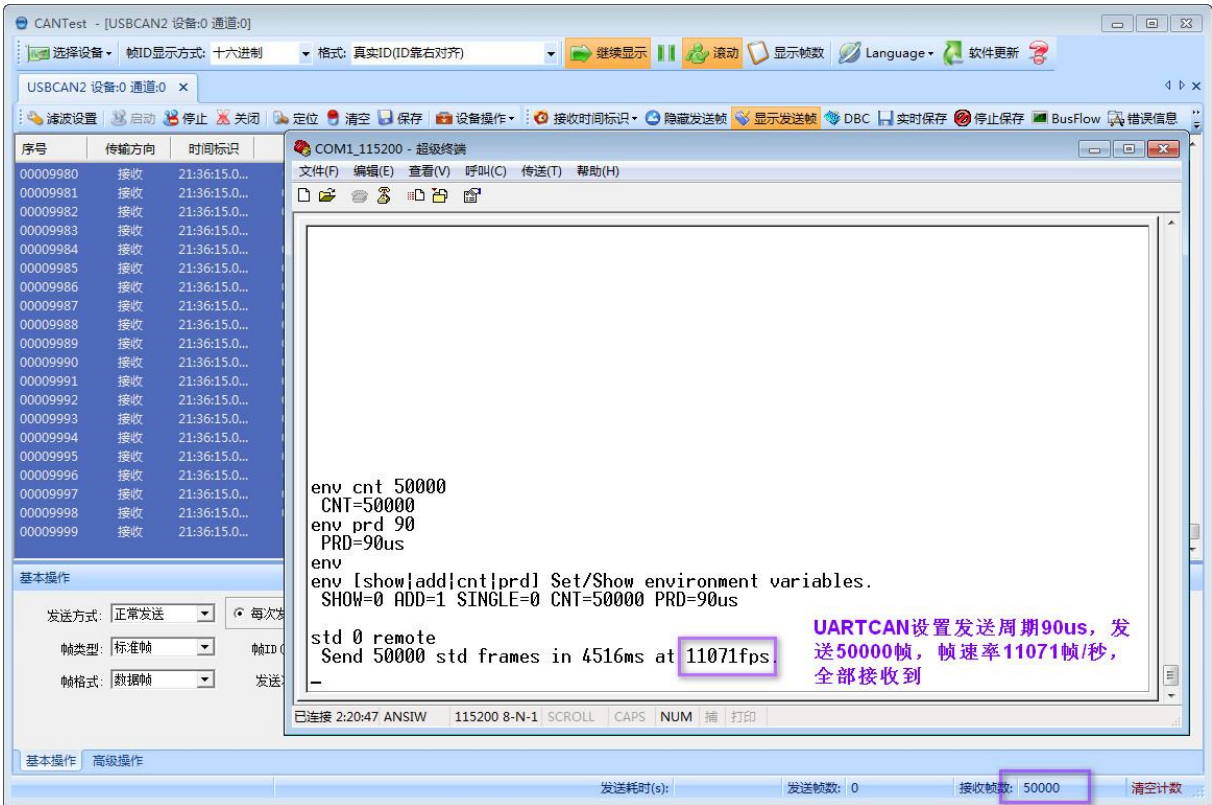 CANTest - [USBCAN2 设备:0 通道:0]
选择设备 帧ID显示方式: 十六进制 格式: 真实ID(ID靠右对齐) 继续显示 滚动 显示帧数 Language 软件更新
USBCAN2 设备:0 通道:0
滤波设置 启动 停止 关闭 定位 清空 保存 设备操作 接收时间标识 隐藏发送帧 显示发送帧 DBC 实时保存 停止保存 BusFlow 错误信息
序号 传输方向 时间标识
00009980 接收 21:36:15.0...
00009981 接收 21:36:15.0...
00009982 接收 21:36:15.0...
00009983 接收 21:36:15.0...
00009984 接收 21:36:15.0...
00009985 接收 21:36:15.0...
00009986 接收 21:36:15.0...
00009987 接收 21:36:15.0...
00009988 接收 21:36:15.0...
00009989 接收 21:36:15.0...
00009990 接收 21:36:15.0...
00009991 接收 21:36:15.0...
00009992 接收 21:36:15.0...
00009993 接收 21:36:15.0...
00009994 接收 21:36:15.0...
00009995 接收 21:36:15.0...
00009996 接收 21:36:15.0...
00009997 接收 21:36:15.0...
00009998 接收 21:36:15.0...
00009999 接收 21:36:15.0...
COM1_115200 - 超级终端
文件(F) 编辑(E) 查看(V) 呼叫(C) 传送(T) 帮助(H)
env cnt 50000
CNT=50000
env prd 90
PRD=90us
env
env [show|add|cnt|prd] Set/Show environment variables.
SHOW=0 ADD=1 SINGLE=0 CNT=50000 PRD=90us
std 0 remote
Send 50000 std frames in 4516ms at 11071fps.
UARTCAN设置发送周期90us，发
送50000帧，帧速率11071帧/秒，
全部接收到
已连接 2:20:47 ANSIW 115200 8-N-1 SCROLL CAPS NUM 捕 打印
基本操作
发送方式: 正常发送 每次发
帧类型: 标准帧 帧ID(
帧格式: 数据帧 发送
基本操作 高级操作
发送耗时(s): 发送帧数: 0 接收帧数: 50000 清空计数